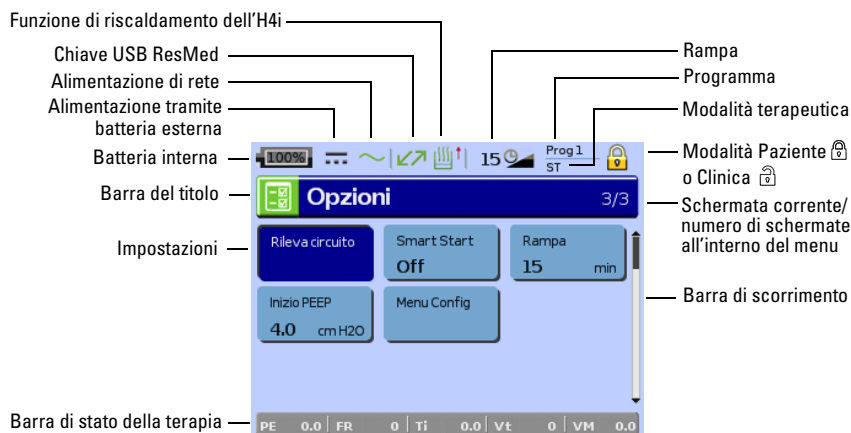 Funzione di riscaldamento dell'H4i
Chiave USB ResMed
Alimentazione di rete
Alimentazione tramite
batteria esterna
Batteria interna
Barra del titolo
Impostazioni
Barra di stato della terapia
Rampa
Programma
Modalità terapeutica
Modalità Paziente
o Clinica
Schermata corrente/
numero di schermate
all'interno del menu
Barra di scorrimento
100%
15
Prog 1
ST
Opzioni
3/3
Rileva circuito
Smart Start
Off
Rampa
15 min
Inizio PEEP
4.0 cm H2O
Menu Config
PE 0.0 FR 0 Ti 0.0 Vt 0 VM 0.0